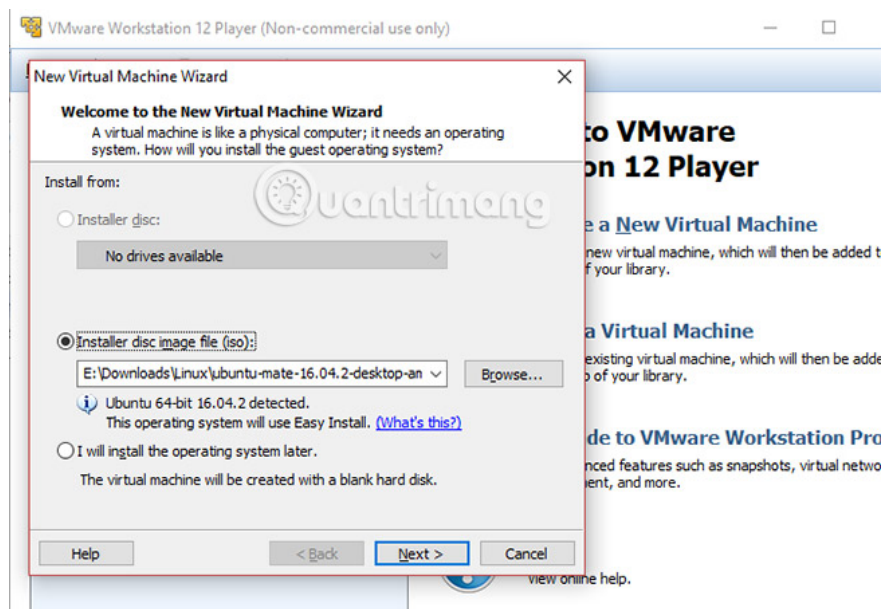 VMware Workstation 12 Player (Non-commercial use only)
New Virtual Machine Wizard
Welcome to the New Virtual Machine Wizard
A virtual machine is like a physical computer; it needs an operating
system. How will you install the guest operating system?
Install from:
Quantrimang
Installer disc:
No drives available
Installer disc image file (iso):
E:\Downloads\Linux\ubuntu-mate-16.04.2-desktop-am
Browse...
Ubuntu 64-bit 16.04.2 detected.
This operating system will use Easy Install. (What's this?)
I will install the operating system later.
The virtual machine will be created with a blank hard disk.
Help
< Back
Next >
Cancel
to VMware
on 12 Player
e a New Virtual Machine
new virtual machine, which will then be added t
f your library.
a Virtual Machine
existing virtual machine, which will then be adde
p of your library.
de to VMware Workstation Pro
nced features such as snapshots, virtual netwo
ent, and more.
View online help.